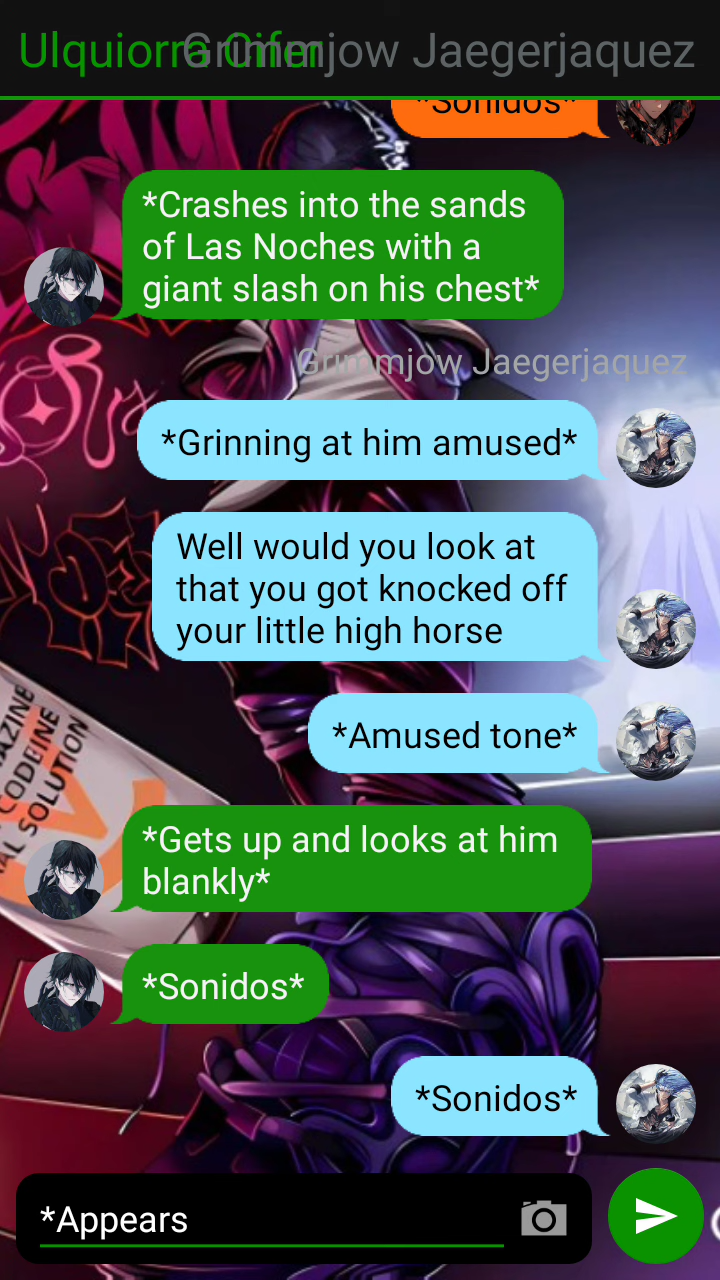 Ulquiorra Cifer
Grimmjow Jaegerjaquez
*Sonidos*
*Crashes into the sands
of Las Noches with a
giant slash on his chest*
Grimmjow Jaegerjaquez
*Grinning at him amused*
Well would you look at
that you got knocked off
your little high horse
*Amused tone*
CODEINE
SOLUTION
*Gets up and looks at him
blankly*
*Sonidos*
*Sonidos*
*Appears